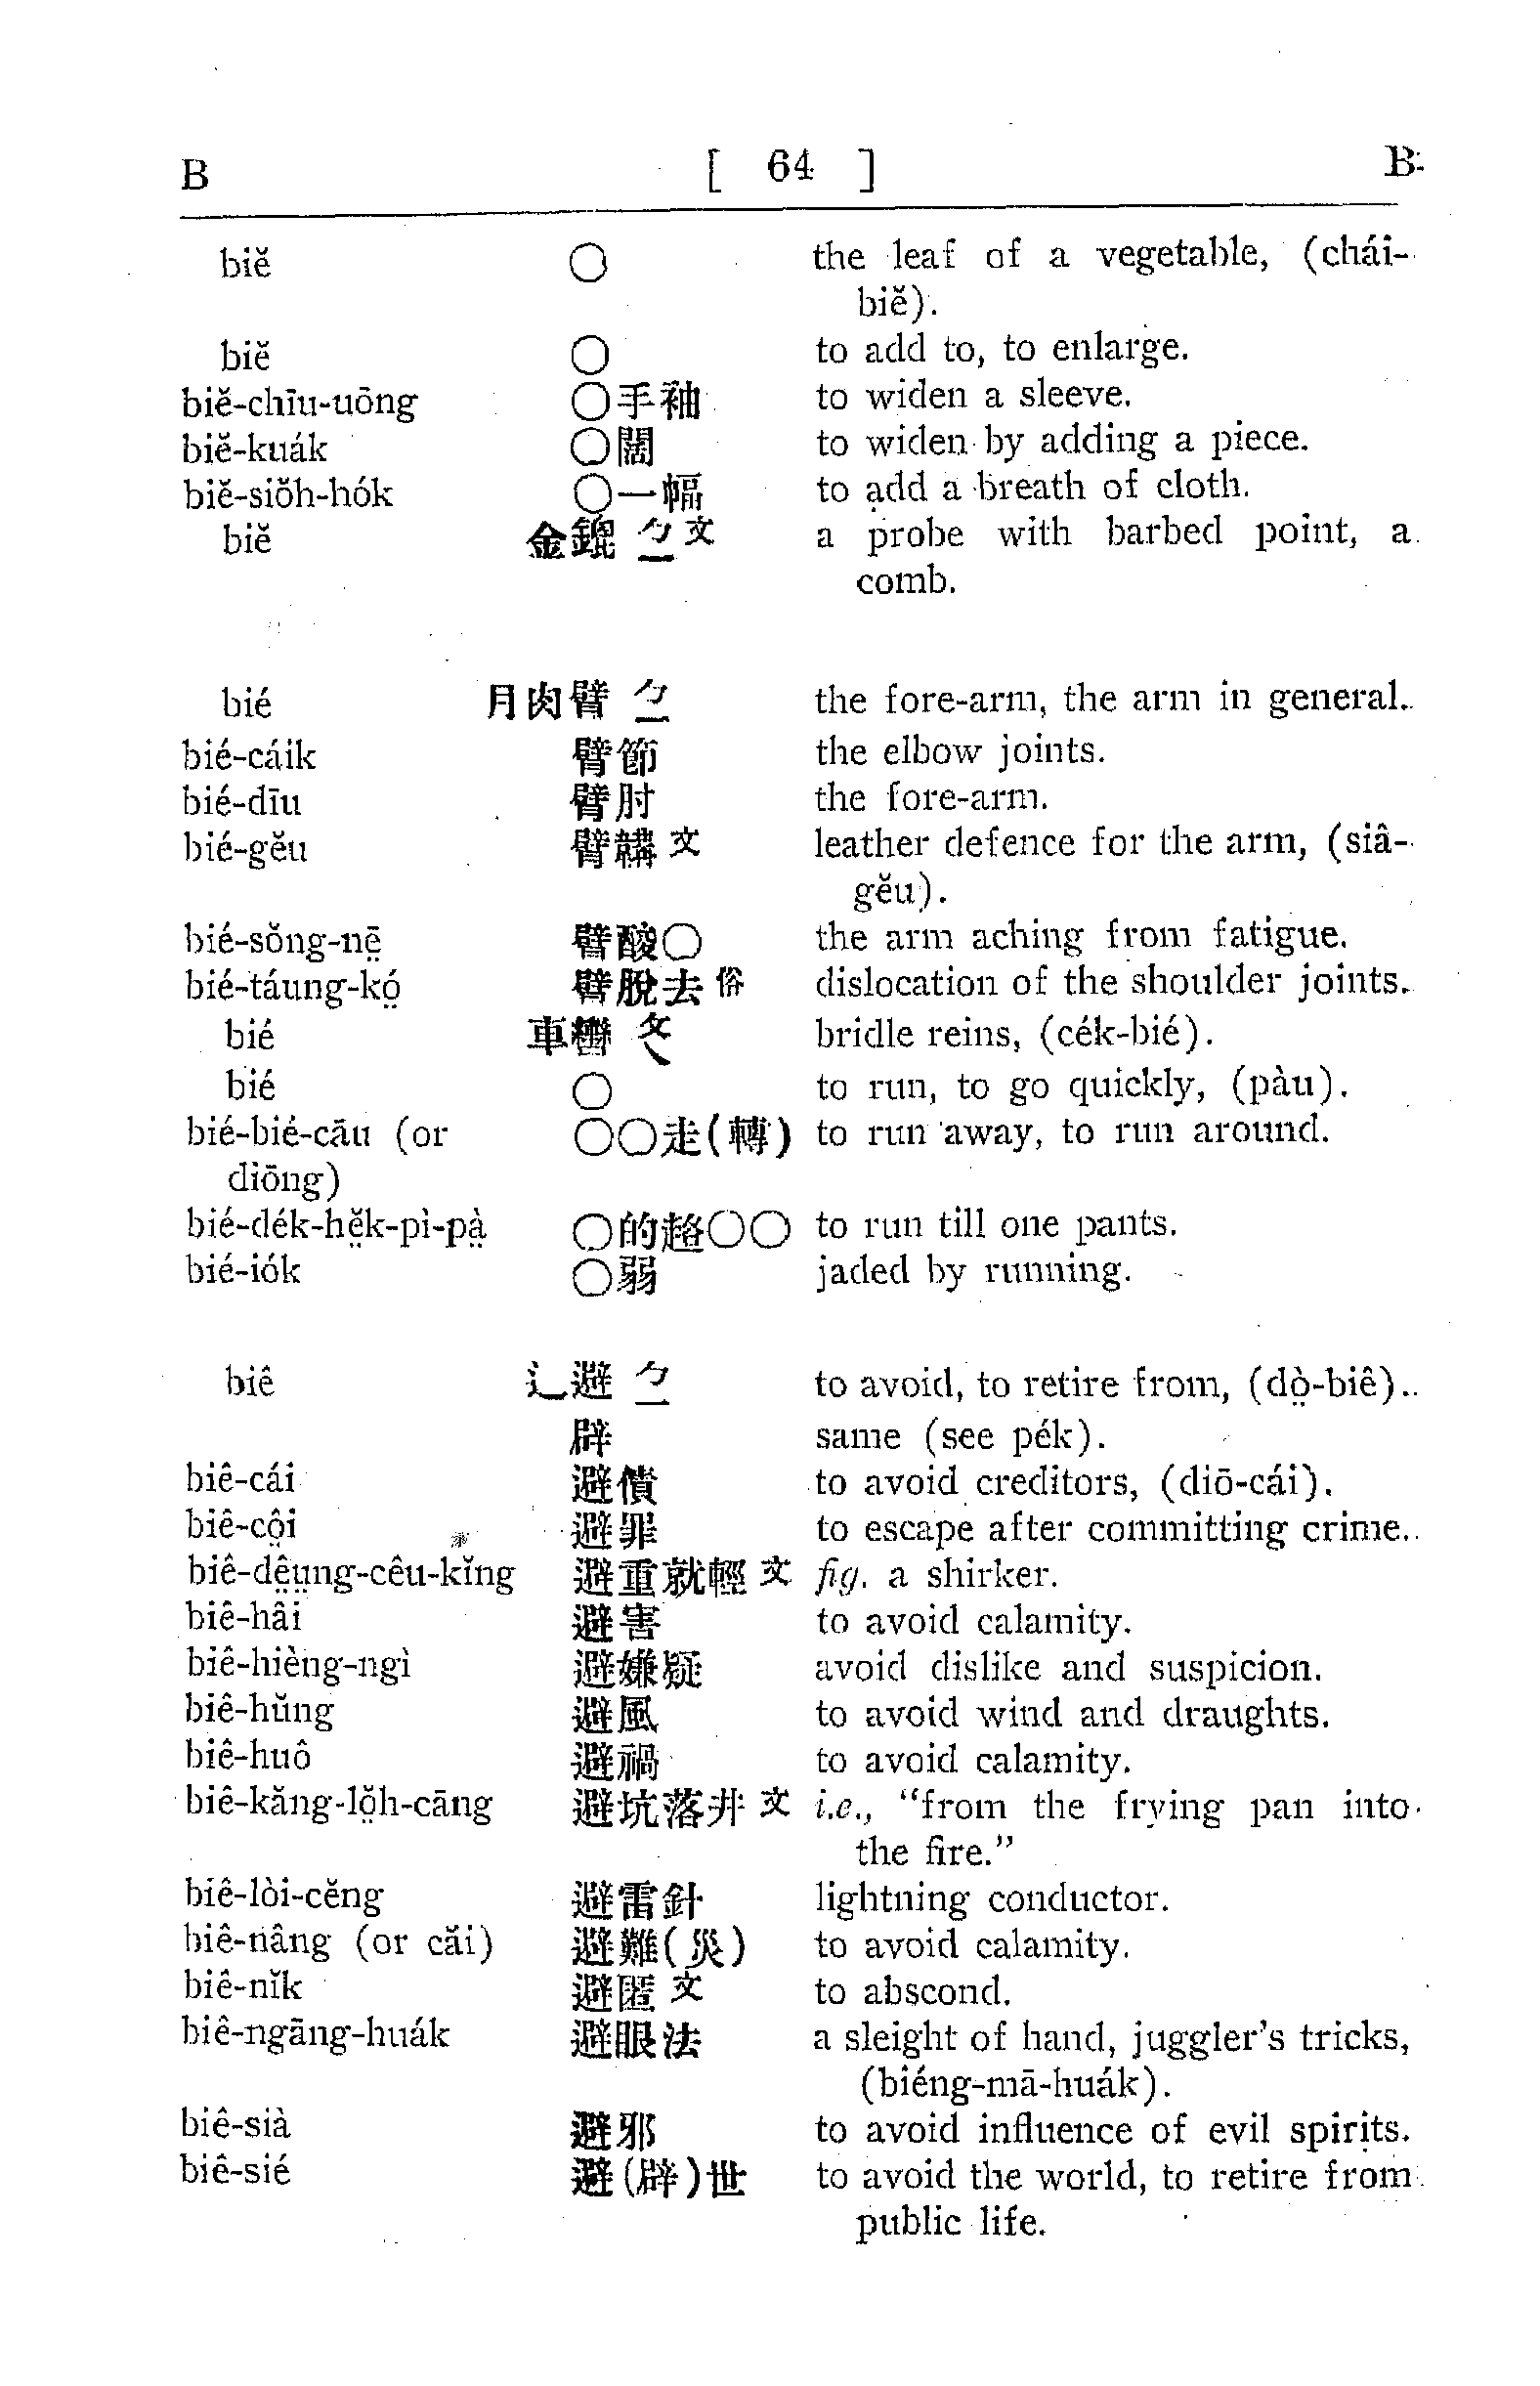 B [ 64 ] B
biĕ ○ the leaf of a vegetable, (chái-
biĕ).
biĕ ○ to add to, to enlarge.
biĕ-chīu-uōng ○手袖 to widen a sleeve.
biĕ-kuák ○闊 to widen by adding a piece.
biĕ-siŏh-hók ○一幅 to add a breath of cloth.
biĕ 金錕 ㄅㄧ 文 a probe with barbed point, a
comb.
bié 月肉臂 ㄅㄧ the fore-arm, the arm in general.
bié-cáik 臂節 the elbow joints.
bié-dīu 臂肘 the fore-arm.
bié-gĕu 臂韝文 leather defence for the arm, (siâ-
gĕu).
bié-sŏng-nē̤ 臂酸○ the arm aching from fatigue.
bié-táung-kó̤ 臂脫去俗 dislocation of the shoulder joints.
bié 車轡 ㄆㄟ bridle reins, (cék-bié).
bié ○ to run, to go quickly, (pàu).
bié-bié-cāu (or ○○走(轉) to run away, to run around.
diōng)
bié-dék-hĕ̤k-pì-pà̤ ○的趦○○ to run till one pants.
bié-iók ○弱 jaded by running.
biê 辶避 ㄅㄧ to avoid, to retire from, (dò̤-biê).
辟 same (see pék).
biê-cái 避債 to avoid creditors, (diō-cái).
biê-cô̤i 避罪 to escape after committing crime.
biê-dê̤ṳng-cêu-kĭng 避重就輕文 fig. a shirker.
biê-hâi 避害 to avoid calamity.
biê-hièng-ngì 避嫌疑 avoid dislike and suspicion.
biê-hŭng 避風 to avoid wind and draughts.
biê-huô 避禍 to avoid calamity.
biê-kăng-lŏ̤h-cāng 避坑落井文 i.e., “from the frying pan into
the fire.”
biê-lòi-cĕng 避雷針 lightning conductor.
biê-nâng (or căi) 避難(災) to avoid calamity.
biê-nĭk 避匿文 to abscond.
biê-ngāng-huák 避眼法 a sleight of hand, juggler’s tricks,
(biéng-mā-huák).
biê-sià 避邪 to avoid influence of evil spirits.
biê-sié 避(辟)世 to avoid the world, to retire from
public life.